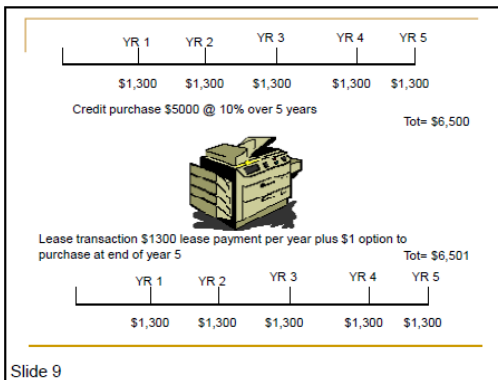 YR 1 YR 2 YR 3 YR 4 YR 5
$1,300 $1,300 $1,300 $1,300 $1,300
Credit purchase $5000 @ 10% over 5 years
Tot= $6,500
Lease transaction $1300 lease payment per year plus $1 option to
purchase at end of year 5
Tot= $6,501
YR 1 YR 2 YR 3 YR 4 YR 5
$1,300 $1,300 $1,300 $1,300 $1,300
Slide 9